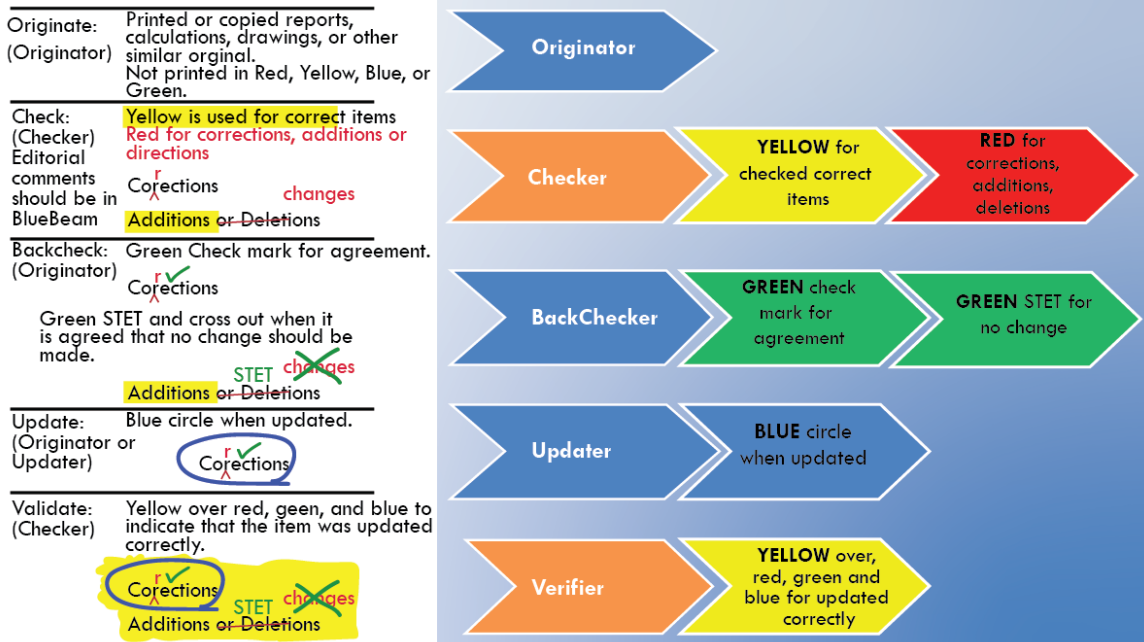 Originate:
(Originator)
Printed or copied reports,
calculations, drawings, or other
similar orginal.
Not printed in Red, Yellow, Blue, or
Green.
Check:
(Checker)
Editorial
comments
should be in
BlueBeam
Yellow is used for correct items
Red for corrections, additions or
directions
r
Corections
changes
Additions or Deletions
Backcheck:
(Originator)
Green Check mark for agreement.
r
Corections
Green STET and cross out when it
is agreed that no change should be
made.
STET changes
Additions or Deletions
Update:
(Originator or
Updater)
Blue circle when updated.
r
Corections
Validate:
(Checker)
Yellow over red, geen, and blue to
indicate that the item was updated
correctly.
r
Corections
STET changes
Additions or Deletions
Originator
Checker
YELLOW for
checked correct
items
RED for
corrections,
additions,
deletions
BackChecker
GREEN check
mark for
agreement
GREEN STET for
no change
Updater
BLUE circle
when updated
Verifier
YELLOW over,
red, green and
blue for updated
correctly